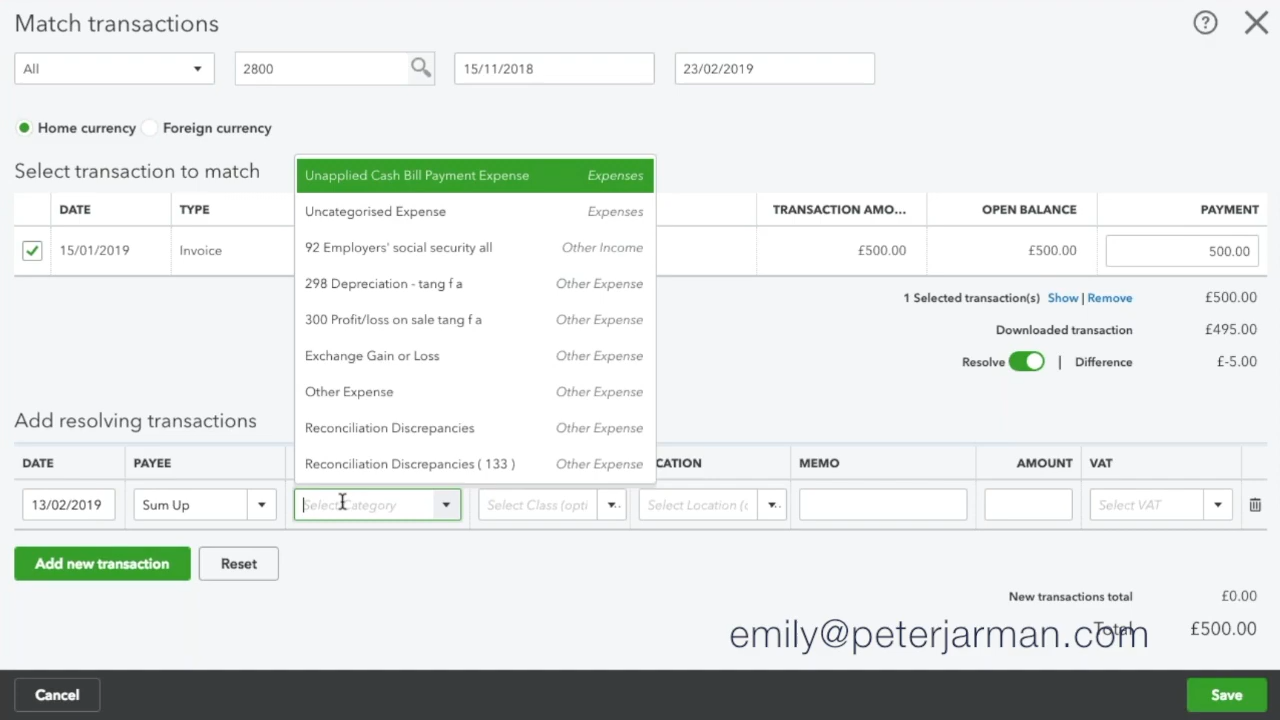 Match transactions
All 2800 15/11/2018 23/02/2019
Home currency Foreign currency
Select transaction to match
DATE TYPE TRANSACTION AMO... OPEN BALANCE PAYMENT
15/01/2019 Invoice £500.00 £500.00 500.00
1 Selected transaction(s) Show | Remove £500.00
Downloaded transaction £495.00
Resolve | Difference £-5.00
Unapplied Cash Bill Payment Expense Expenses
Uncategorised Expense Expenses
92 Employers' social security all Other Income
298 Depreciation - tang f a Other Expense
300 Profit/loss on sale tang f a Other Expense
Exchange Gain or Loss Other Expense
Other Expense Other Expense
Reconciliation Discrepancies Other Expense
Reconciliation Discrepancies ( 133 ) Other Expense
Add resolving transactions
DATE PAYEE CATION MEMO AMOUNT VAT
13/02/2019 Sum Up Select Category Select Class (opti Select Location (c Select VAT
Add new transaction Reset
New transactions total £0.00
Total £500.00
emily@peterjarman.com
Cancel Save